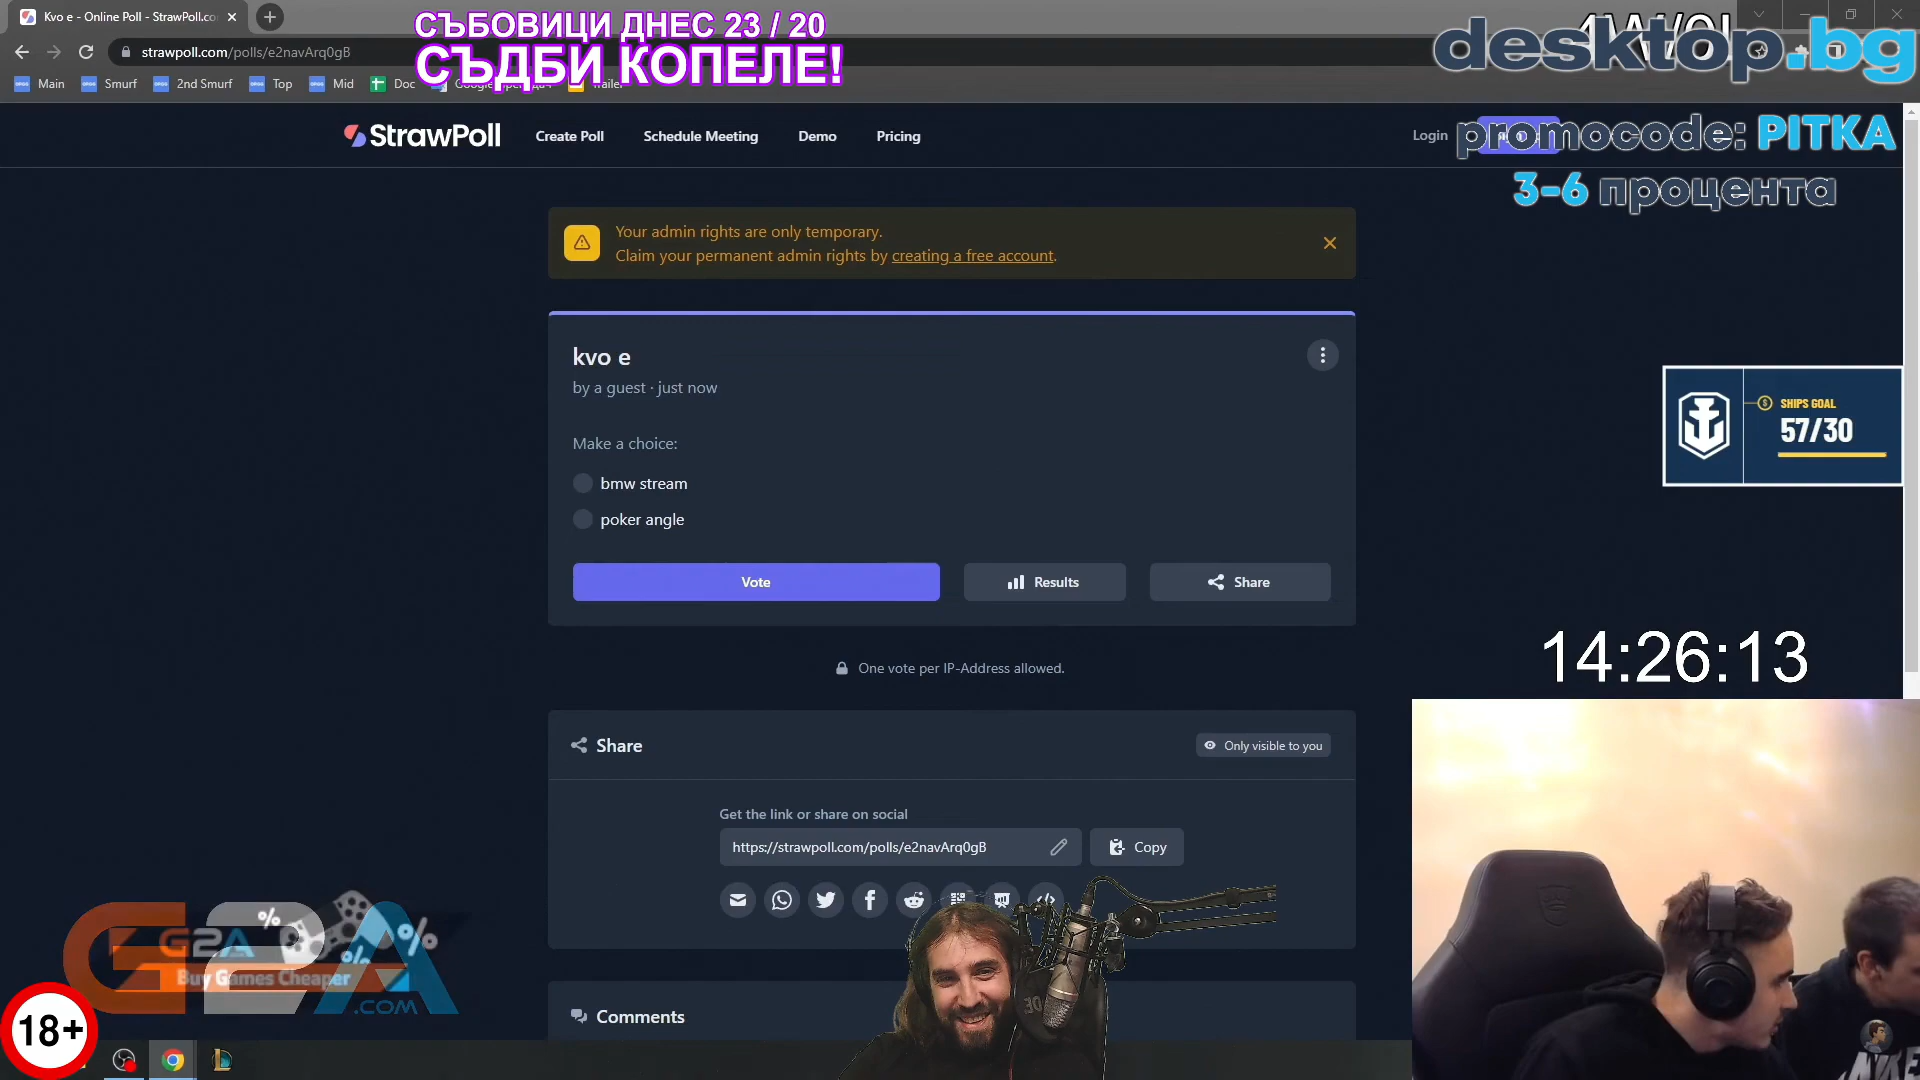 Kvo e - Online Poll - StrawPoll.co
СЪБОВИЦИ ДНЕС 23 / 20
СЪДБИ КОПЕЛЕ!
strawpoll.com/polls/e2navArq0gB
desktop.bg
Main
Smurf
2nd Smurf
Top
Mid
Doc
StrawPoll
Create Poll
Schedule Meeting
Demo
Pricing
Login
promocode: PITKA
3-6 процента
Your admin rights are only temporary.
Claim your permanent admin rights by creating a free account.
kvo e
by a guest · just now
SHIPS GOAL
57/30
Make a choice:
bmw stream
poker angle
Vote
Results
Share
14:26:13
One vote per IP-Address allowed.
Share
Only visible to you
Get the link or share on social
https://strawpoll.com/polls/e2navArq0gB
Copy
G2A
Buy Games Cheaper
G2A
.COM
18+
Comments